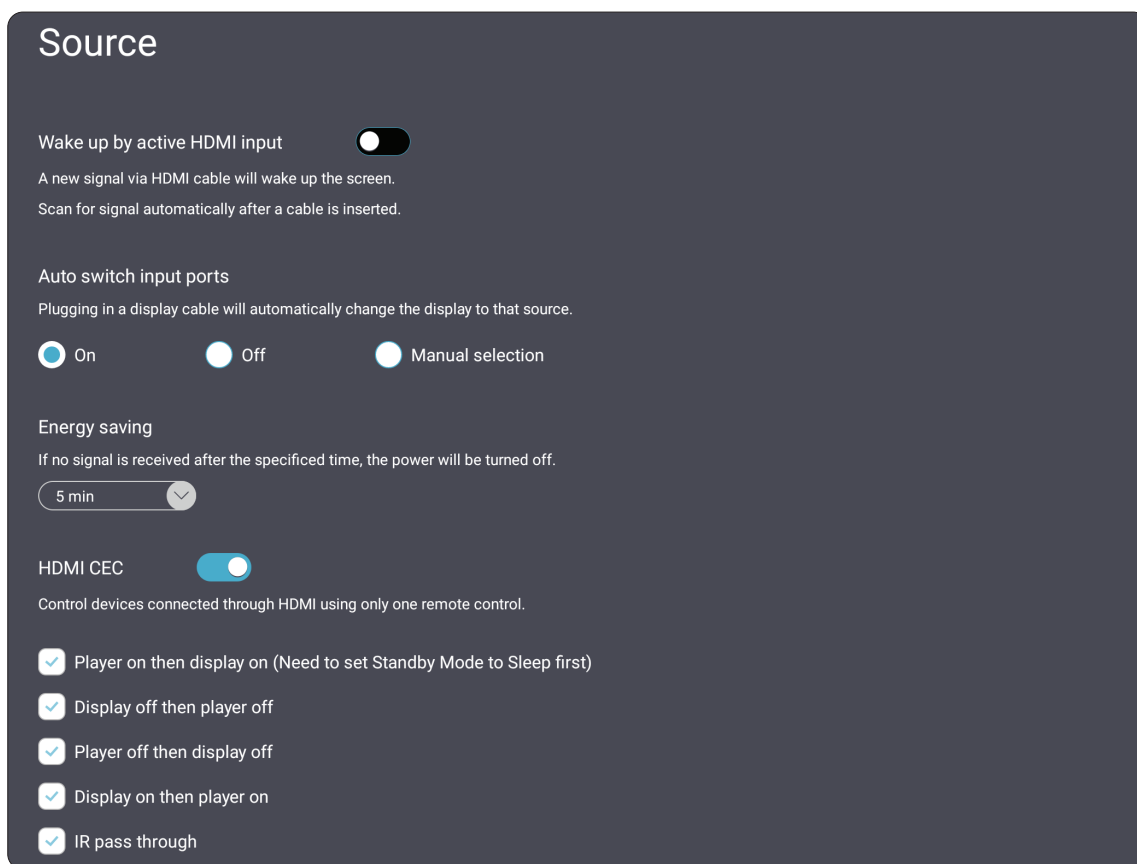 Source
Wake up by active HDMI input
A new signal via HDMI cable will wake up the screen.
Scan for signal automatically after a cable is inserted.
Auto switch input ports
Plugging in a display cable will automatically change the display to that source.
On Off Manual selection
Energy saving
If no signal is received after the specificed time, the power will be turned off.
5 min
HDMI CEC
Control devices connected through HDMI using only one remote control.
Player on then display on (Need to set Standby Mode to Sleep first)
Display off then player off
Player off then display off
Display on then player on
IR pass through